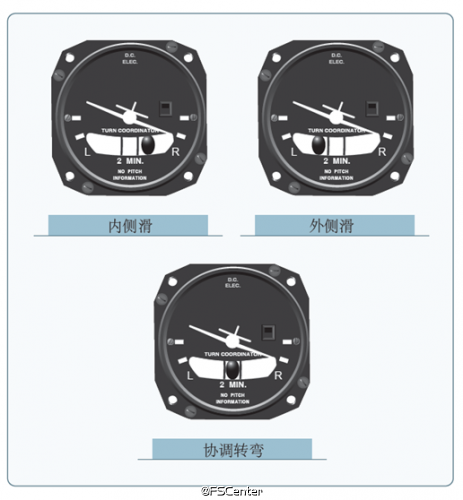 D.C.
ELEC.
TURN COORDINATOR
L R
2 MIN.
NO PITCH
INFORMATION
内侧滑
D.C.
ELEC.
TURN COORDINATOR
L R
2 MIN.
NO PITCH
INFORMATION
外侧滑
D.C.
ELEC.
TURN COORDINATOR
L R
2 MIN.
NO PITCH
INFORMATION
协调转弯
@FSCenter